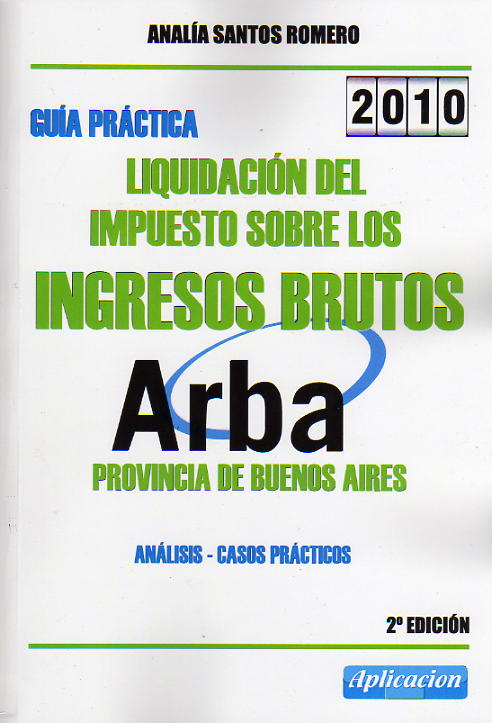 ANALÍA SANTOS ROMERO
2010
GUÍA PRÁCTICA
LIQUIDACIÓN DEL
IMPUESTO SOBRE LOS
INGRESOS BRUTOS
Arba
PROVINCIA DE BUENOS AIRES
ANÁLISIS - CASOS PRÁCTICOS
2º EDICIÓN
Aplicacion